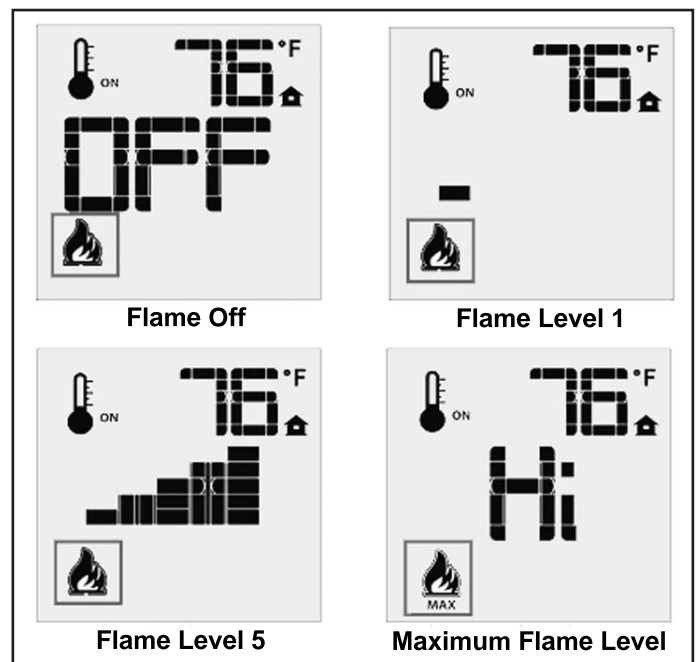 76 °F
ON
OFF
Flame Off
76 °F
ON
Flame Level 1
76 °F
ON
Flame Level 5
76 °F
ON
Hi
MAX
Maximum Flame Level